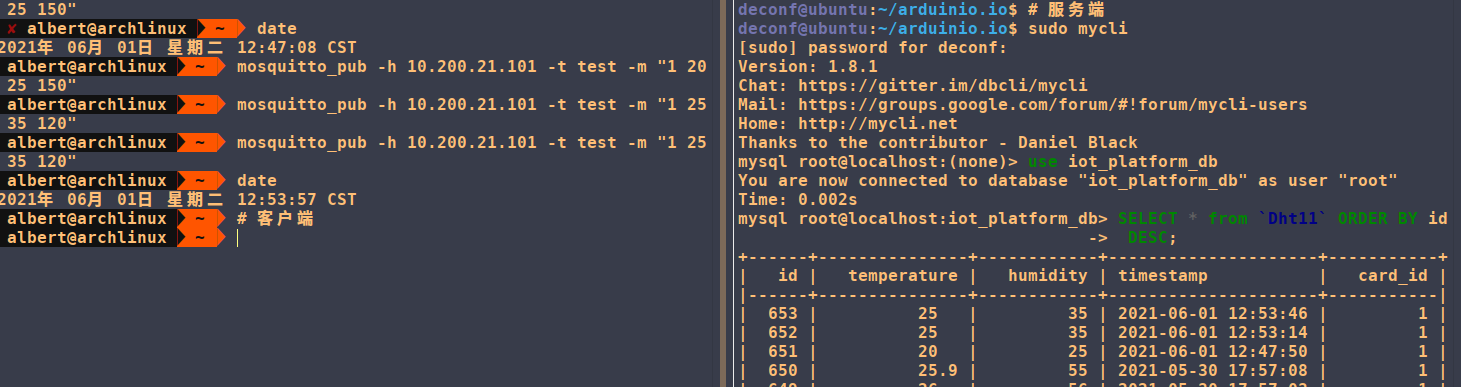 25 150"
✘ albert@archlinux ~ date
2021年 06月 01日 星期二 12:47:08 CST
albert@archlinux ~ mosquitto_pub -h 10.200.21.101 -t test -m "1 20
25 150"
albert@archlinux ~ mosquitto_pub -h 10.200.21.101 -t test -m "1 25
35 120"
albert@archlinux ~ mosquitto_pub -h 10.200.21.101 -t test -m "1 25
35 120"
albert@archlinux ~ date
2021年 06月 01日 星期二 12:53:57 CST
albert@archlinux ~ # 客户端
albert@archlinux ~
deconf@ubuntu:~/arduinio.io$ # 服务端
deconf@ubuntu:~/arduinio.io$ sudo mycli
[sudo] password for deconf:
Version: 1.8.1
Chat: https://gitter.im/dbcli/mycli
Mail: https://groups.google.com/forum/#!forum/mycli-users
Home: http://mycli.net
Thanks to the contributor - Daniel Black
mysql root@localhost:(none)> use iot_platform_db
You are now connected to database "iot_platform_db" as user "root"
Time: 0.002s
mysql root@localhost:iot_platform_db> SELECT * from `Dht11` ORDER BY id
-> DESC;
+------+---------------+------------+---------------------+-----------+
| id | temperature | humidity | timestamp | card_id |
|------+---------------+------------+---------------------+-----------|
| 653 | 25 | 35 | 2021-06-01 12:53:46 | 1 |
| 652 | 25 | 35 | 2021-06-01 12:53:14 | 1 |
| 651 | 20 | 25 | 2021-06-01 12:47:50 | 1 |
| 650 | 25.9 | 55 | 2021-05-30 17:57:08 | 1 |